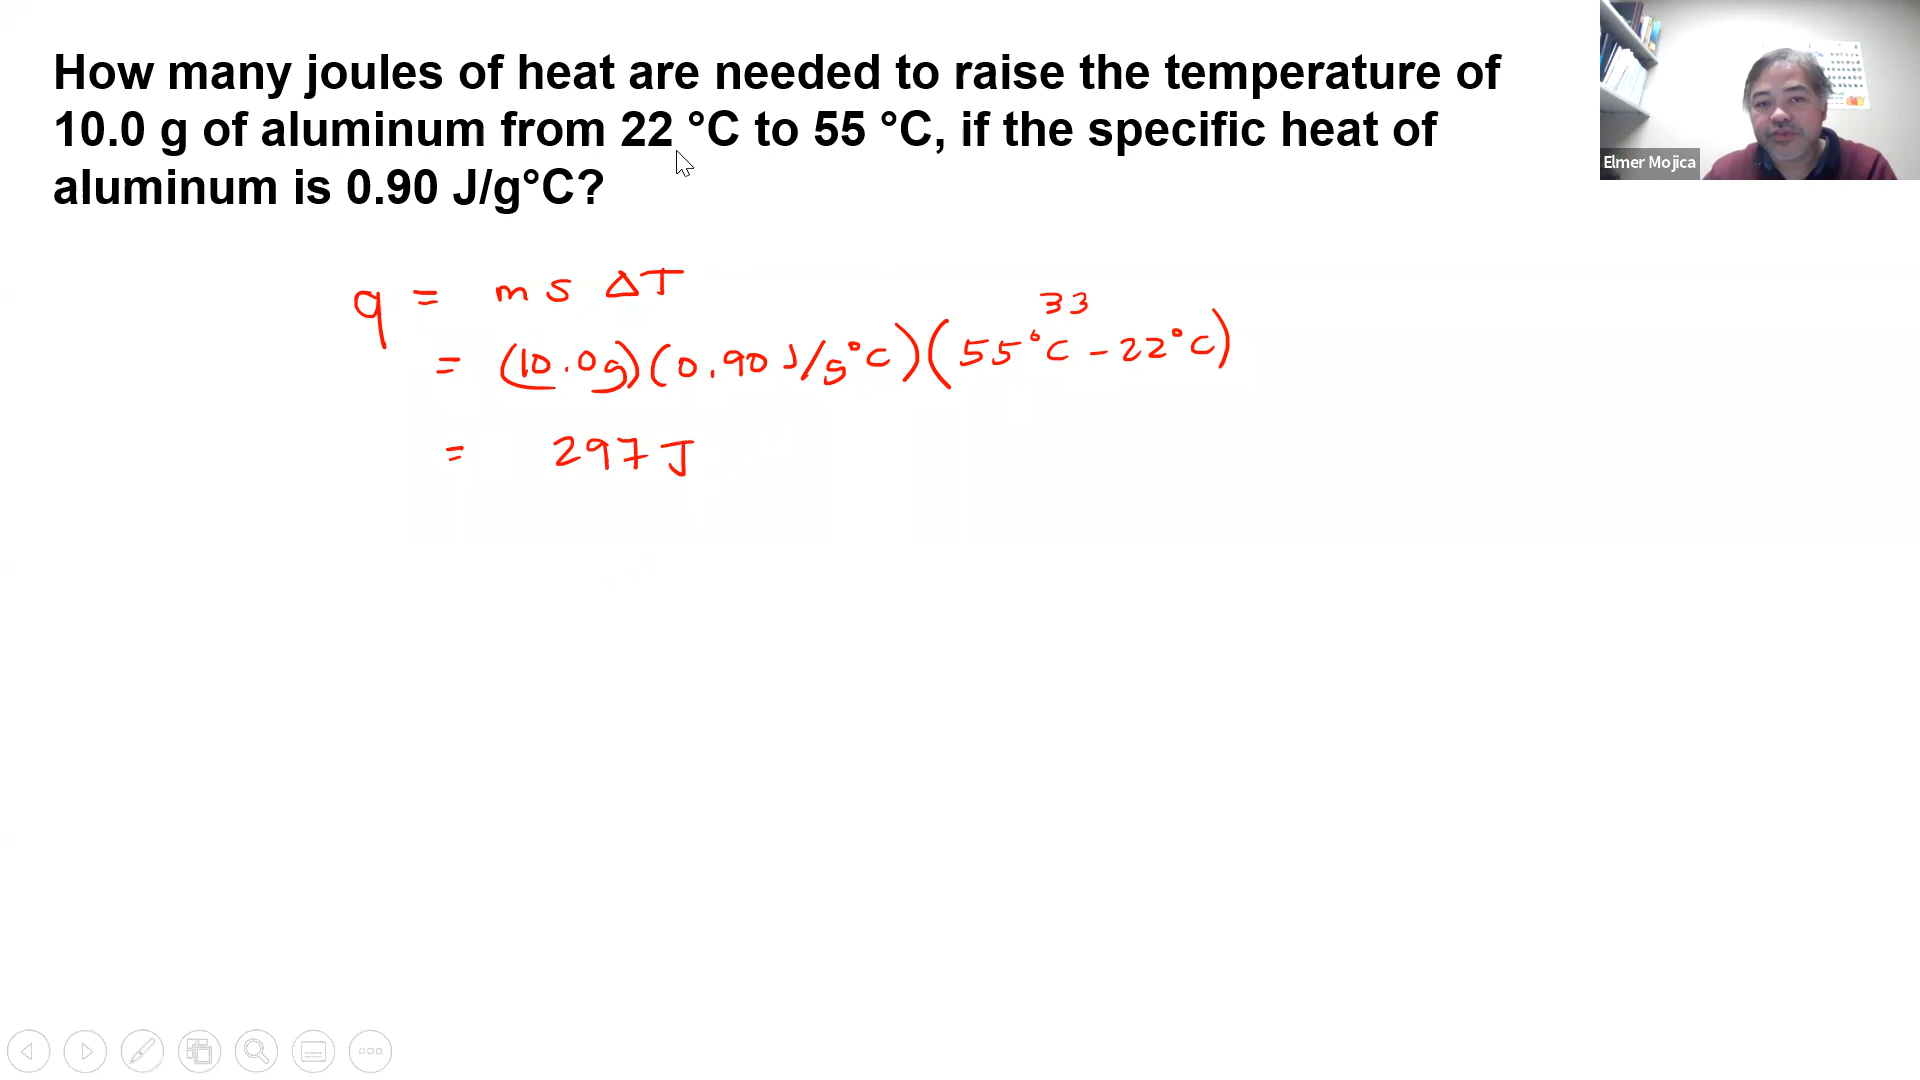 How many joules of heat are needed to raise the temperature of
10.0 g of aluminum from 22 °C to 55 °C, if the specific heat of
aluminum is 0.90 J/g°C?
Elmer Mojica
q = m s ΔT
33
= (10.0g)(0.90 J/g°C)(55°C - 22°C)
= 297 J